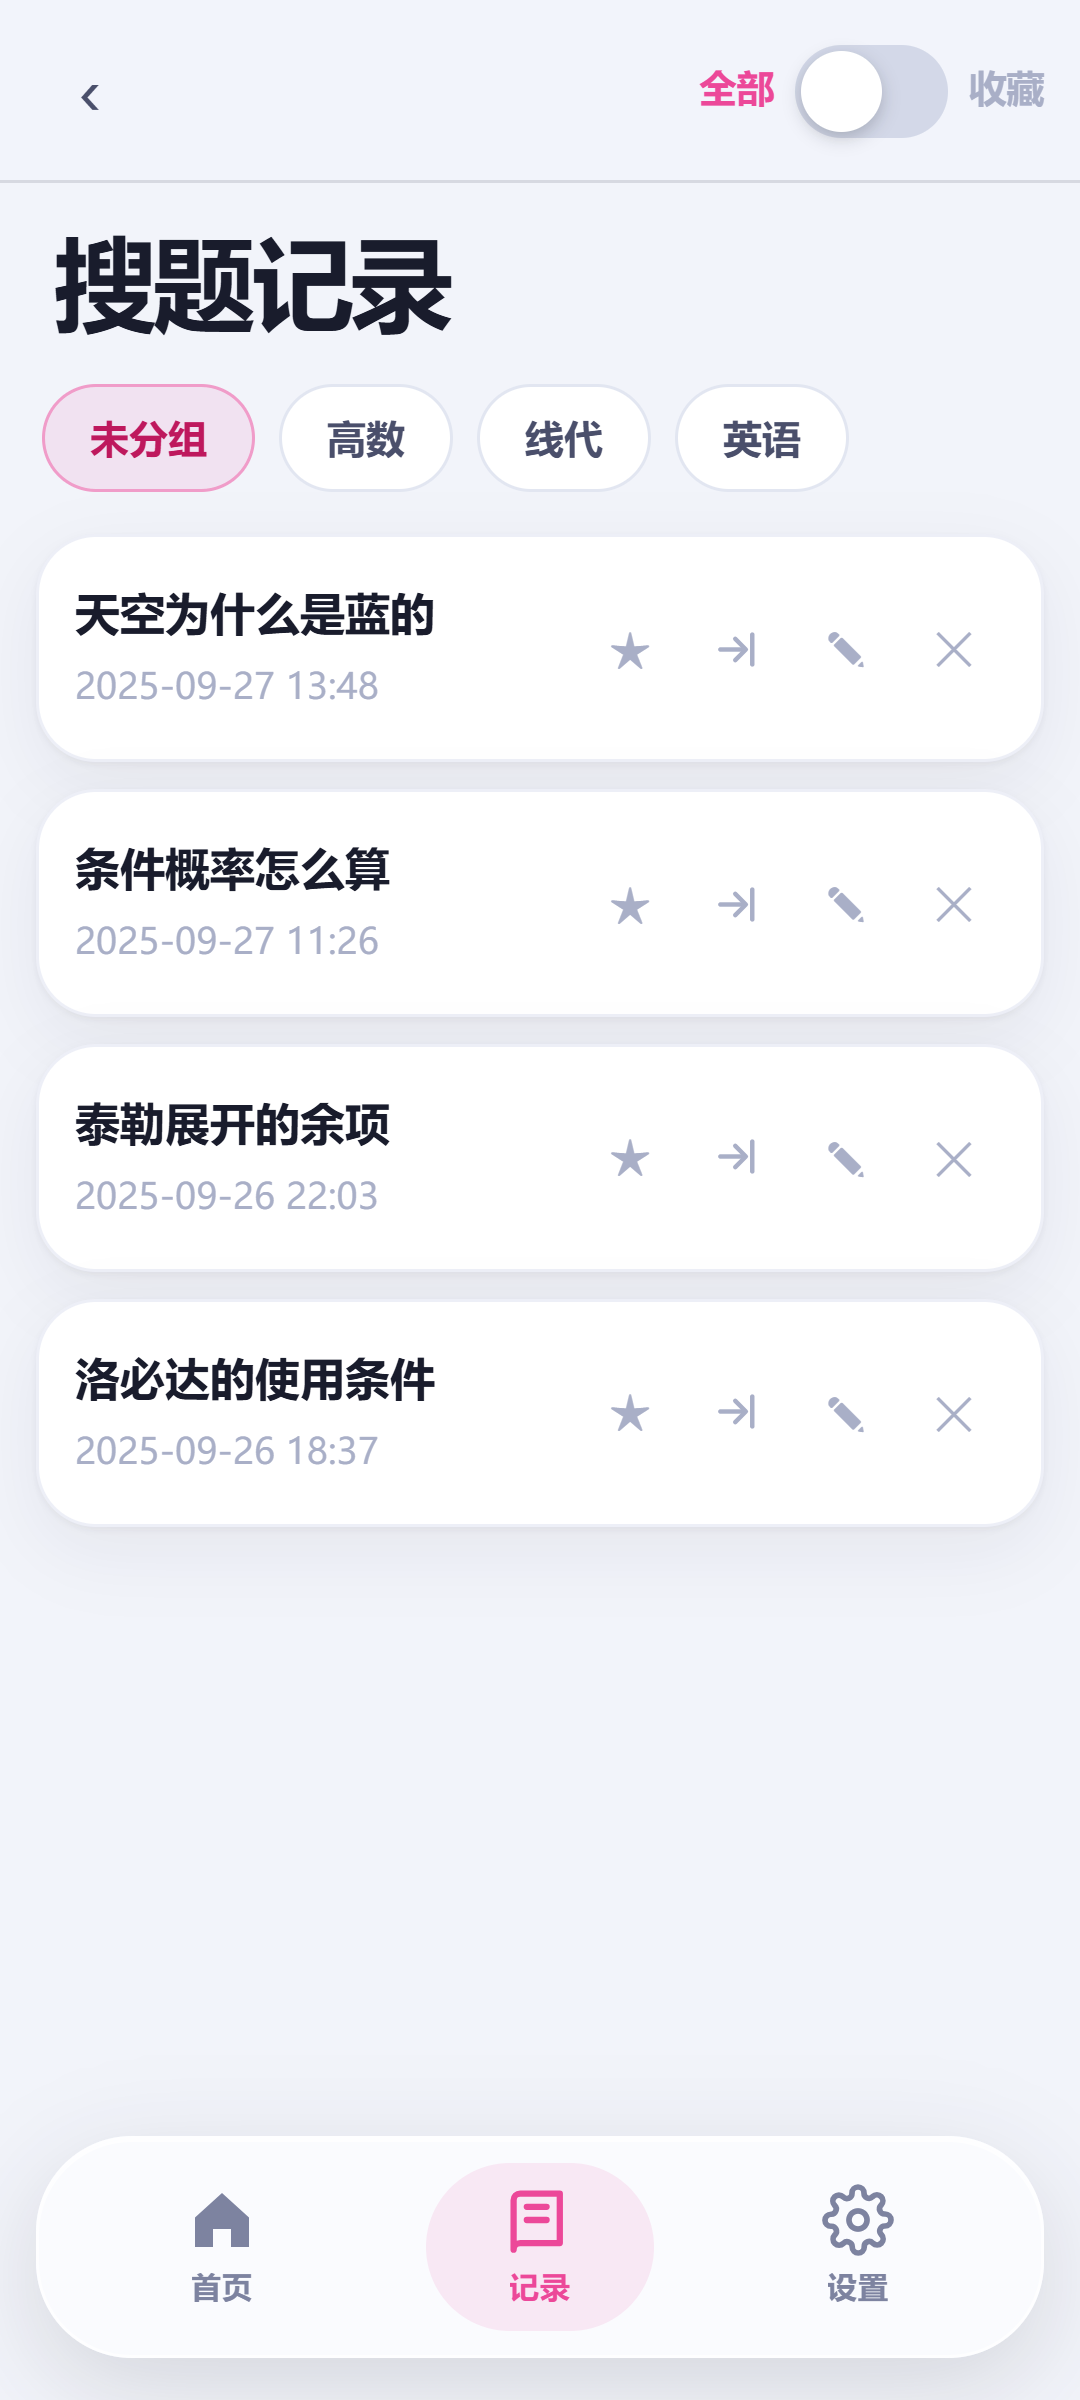 全部 收藏
搜题记录
未分组 高数 线代 英语
天空为什么是蓝的
2025-09-27 13:48
条件概率怎么算
2025-09-27 11:26
泰勒展开的余项
2025-09-26 22:03
洛必达的使用条件
2025-09-26 18:37
首页 记录 设置